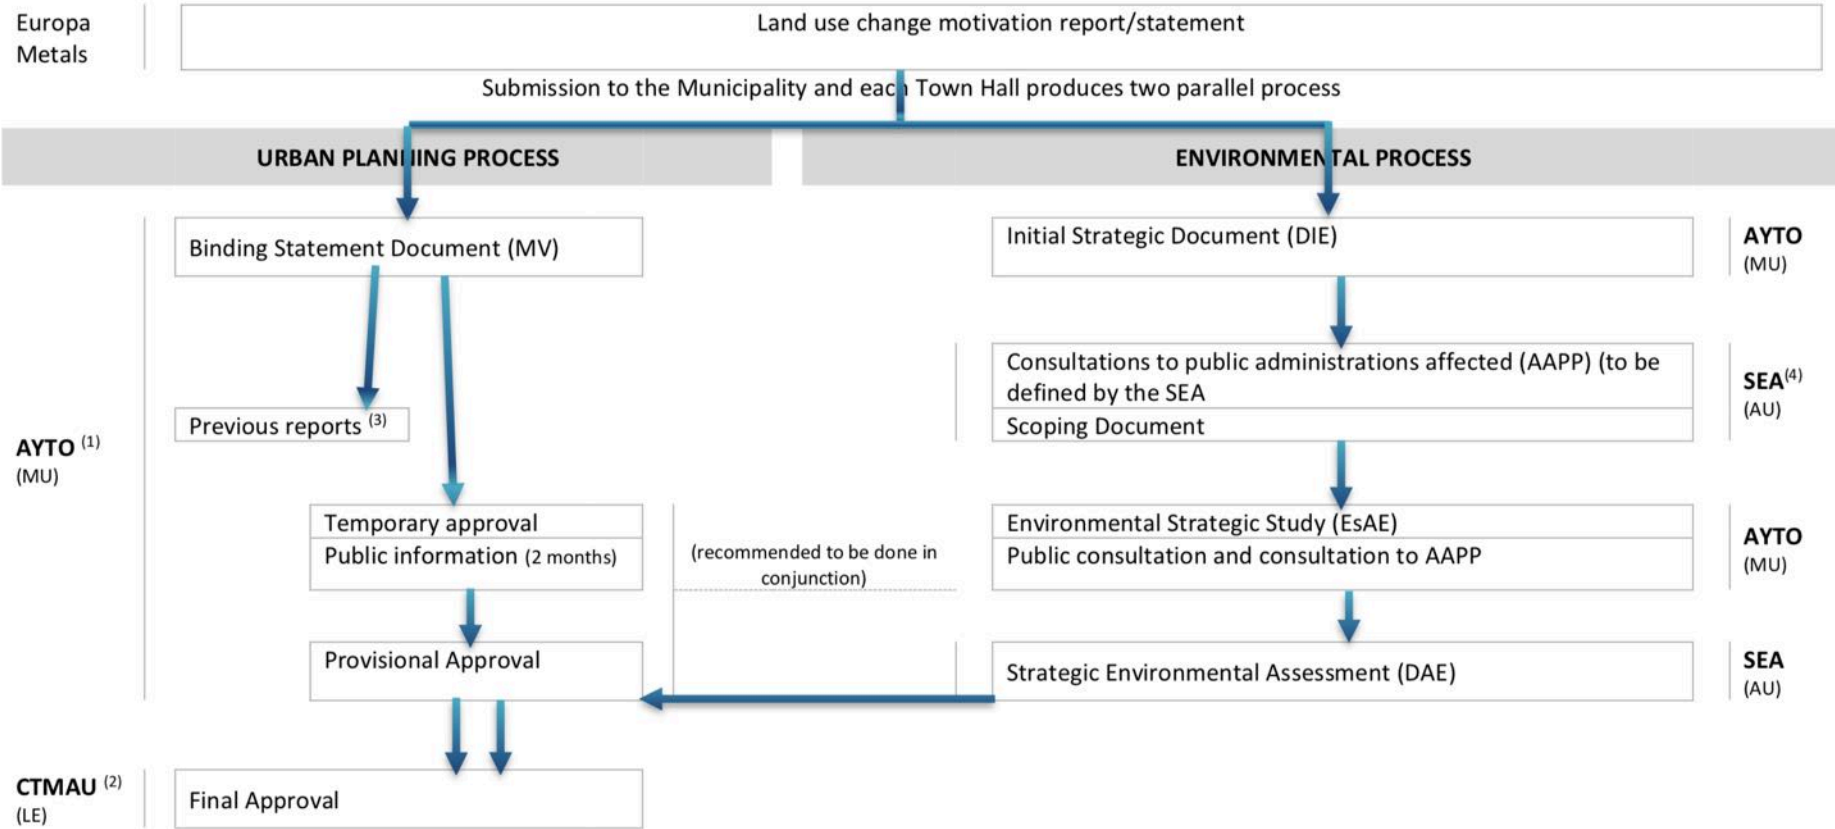 Europa
Metals
Land use change motivation report/statement
Submission to the Municipality and each Town Hall produces two parallel process
URBAN PLANNING PROCESS
ENVIRONMENTAL PROCESS
Binding Statement Document (MV)
Initial Strategic Document (DIE)
AYTO
(MU)
Consultations to public administrations affected (AAPP) (to be
defined by the SEA
Scoping Document
SEA(4)
(AU)
Previous reports (3)
AYTO (1)
(MU)
Temporary approval
Public information (2 months)
(recommended to be done in
conjunction)
Environmental Strategic Study (EsAE)
Public consultation and consultation to AAPP
AYTO
(MU)
Provisional Approval
Strategic Environmental Assessment (DAE)
SEA
(AU)
CTMAU (2)
(LE)
Final Approval